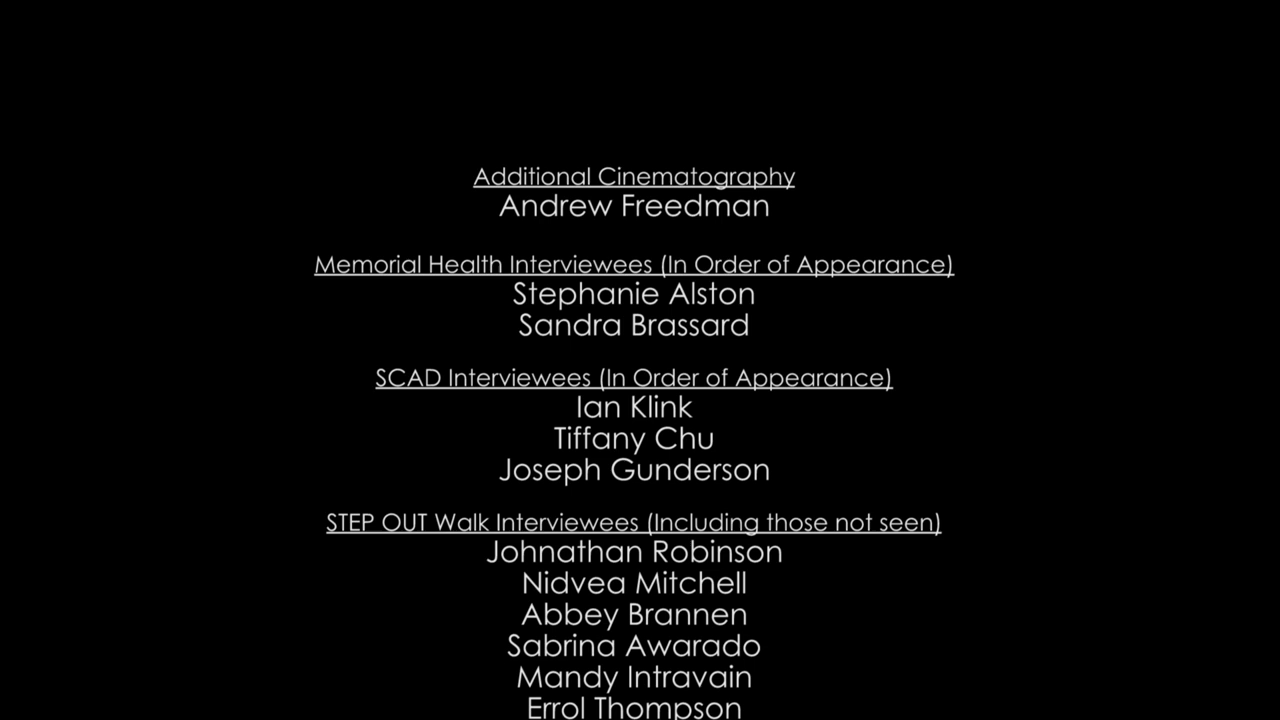 Additional Cinematography
Andrew Freedman
Memorial Health Interviewees (In Order of Appearance)
Stephanie Alston
Sandra Brassard
SCAD Interviewees (In Order of Appearance)
Ian Klink
Tiffany Chu
Joseph Gunderson
STEP OUT Walk Interviewees (Including those not seen)
Johnathan Robinson
Nidvea Mitchell
Abbey Brannen
Sabrina Awarado
Mandy Intravain
Errol Thompson